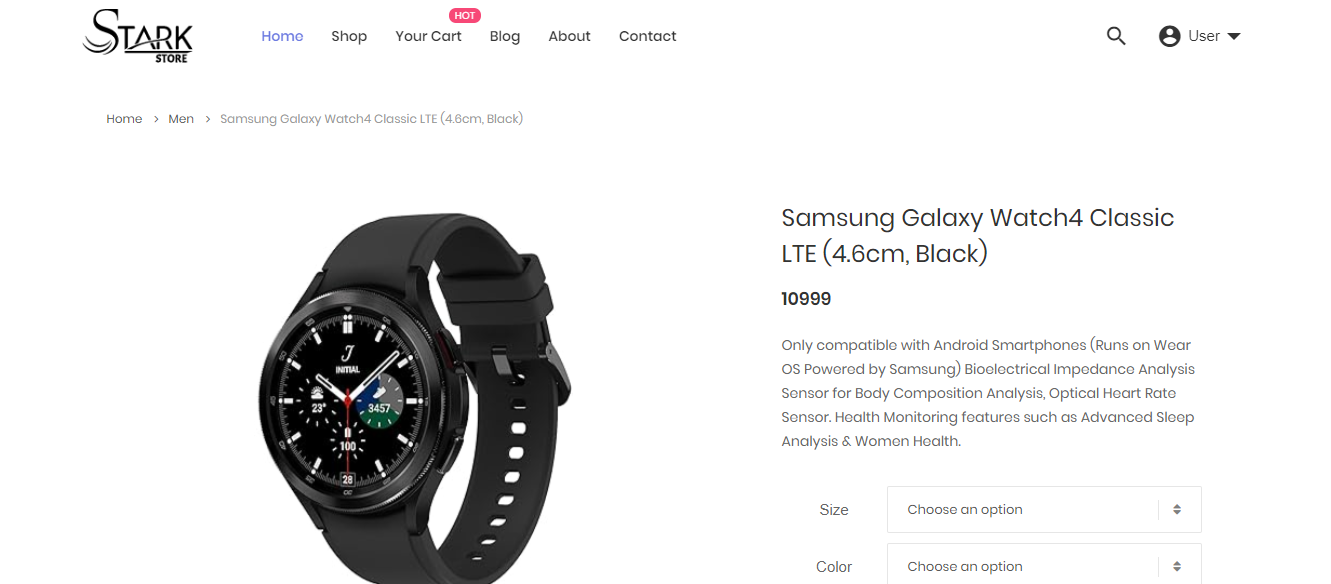 STARK
STORE
Home
Shop
Your Cart
HOT
Blog
About
Contact
User
Home > Men > Samsung Galaxy Watch4 Classic LTE (4.6cm, Black)
Samsung Galaxy Watch4 Classic
LTE (4.6cm, Black)
10999
Only compatible with Android Smartphones (Runs on Wear
OS Powered by Samsung) Bioelectrical Impedance Analysis
Sensor for Body Composition Analysis, Optical Heart Rate
Sensor. Health Monitoring features such as Advanced Sleep
Analysis & Women Health.
Size
Choose an option
Color
Choose an option
J
INITIAL
23°
3457
100
28